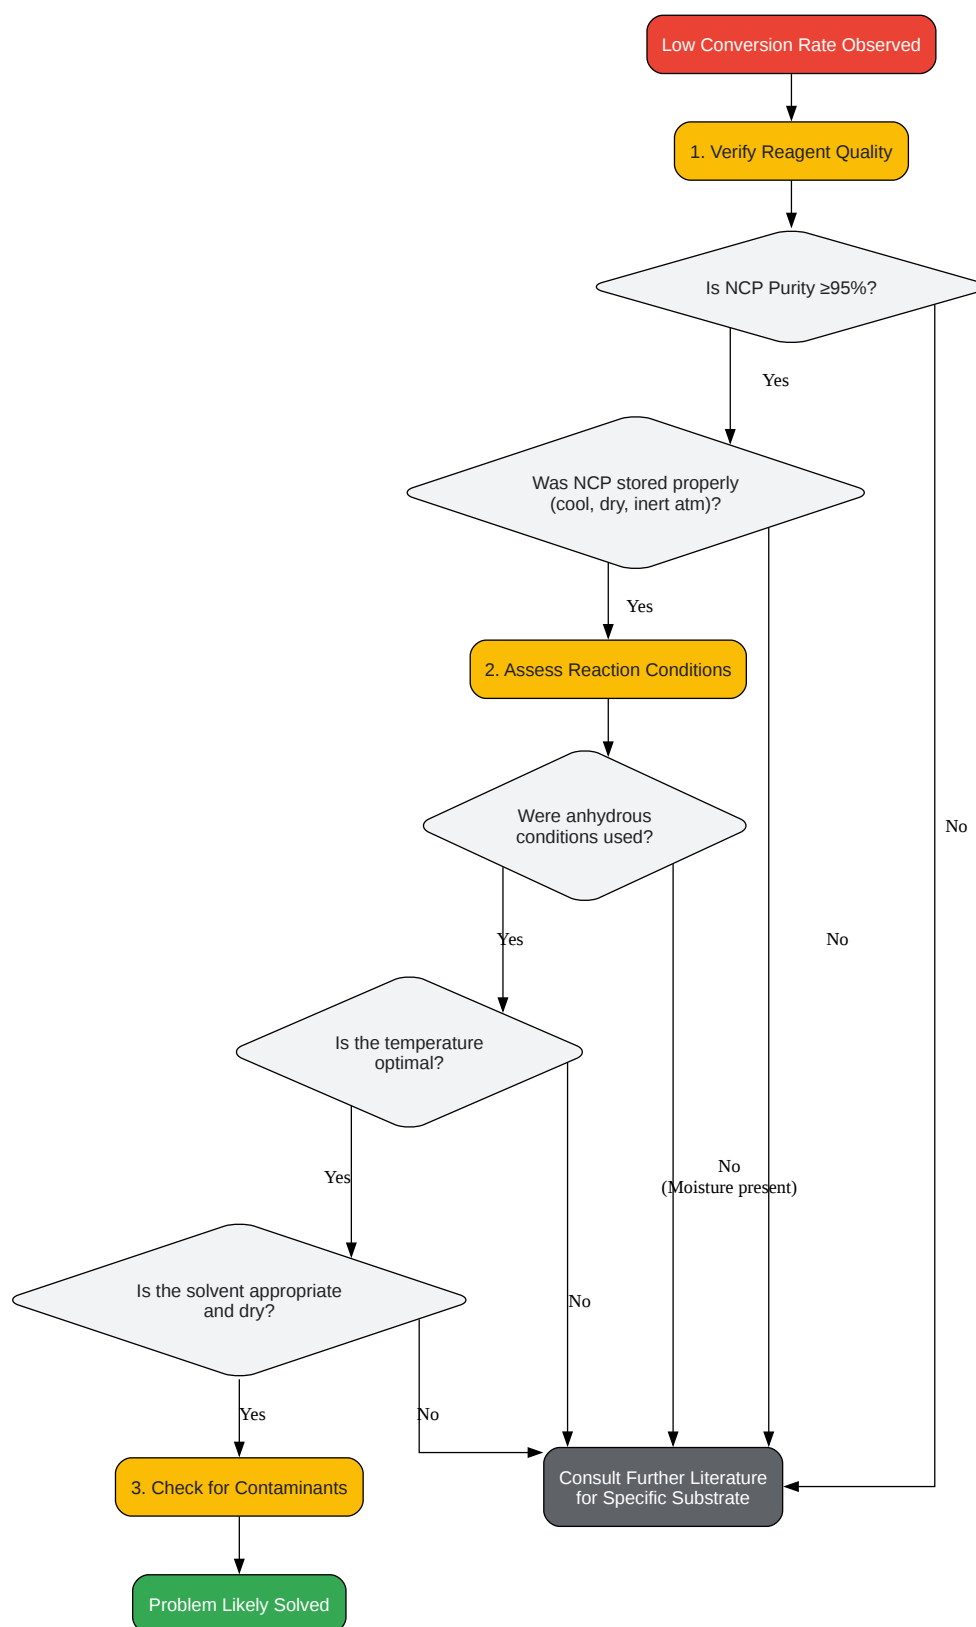 Low Conversion Rate Observed
1. Verify Reagent Quality
Is NCP Purity ≥95%?
Yes
Was NCP stored properly
(cool, dry, inert atm)?
Yes
2. Assess Reaction Conditions
Were anhydrous
conditions used?
No
Yes
No
Is the temperature
optimal?
No
(Moisture present)
Yes
Is the solvent appropriate
and dry?
No
Yes
No
Consult Further Literature
for Specific Substrate
3. Check for Contaminants
Problem Likely Solved